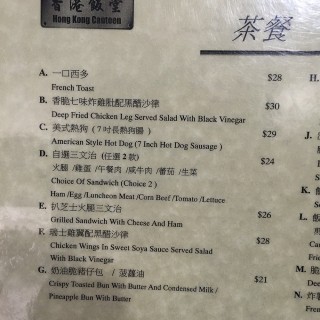 香港飯堂
Hong Kong Canteen
茶餐
A. 一口西多 $28
French Toast
B. 香脆七味炸雞肶配黑醋沙律 $30
Deep Fried Chicken Leg Served Salad With Black Vinegar
C. 美式熱狗 ( 7 吋長熱狗腸 ) $29
American Style Hot Dog (7 Inch Hot Dog Sausage )
D. 自選三文治 (任選 2 款) $24
火腿 /雞蛋 /午餐肉 /咸牛肉 /蕃茄 /生菜
Choice Of Sandwich (Choice 2 )
Ham /Egg /Luncheon Meat /Corn Beef /Tomato /Lettuce
E. 扒芝士火腿三文治 $26
Grilled Sandwich With Cheese And Ham
F. 瑞士雞翼配黑醋沙律 $28
Chicken Wings In Sweet Soya Sauce Served Salad
With Black Vinegar
G. 奶油脆豬仔包 / 菠蘿油 $21
Crispy Toasted Bun With Butter And Condensed Milk /
Pineapple Bun With Butter
H.
J.
K.
L.
M.
N.